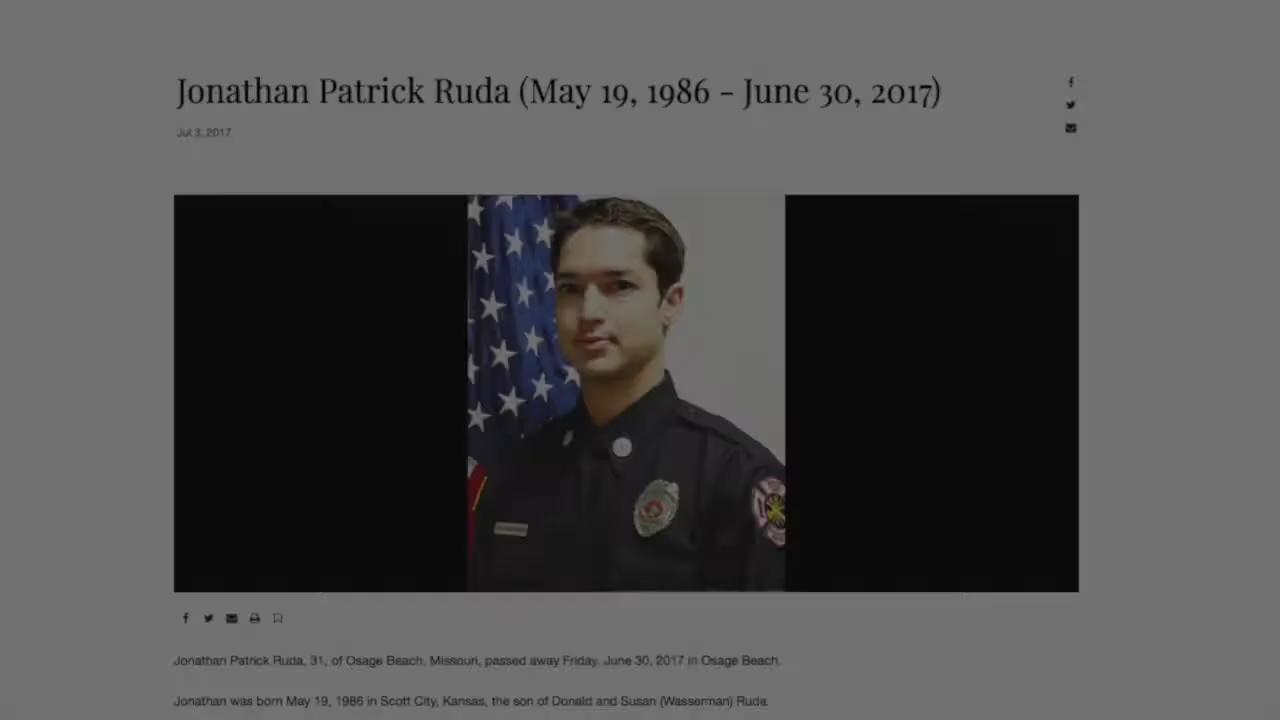 Jonathan Patrick Ruda (May 19, 1986 - June 30, 2017)
Jul 3, 2017
Jonathan Patrick Ruda, 31, of Osage Beach, Missouri, passed away Friday, June 30, 2017 in Osage Beach.
Jonathan was born May 19, 1986 in Scott City, Kansas, the son of Donald and Susan (Wasserman) Ruda.